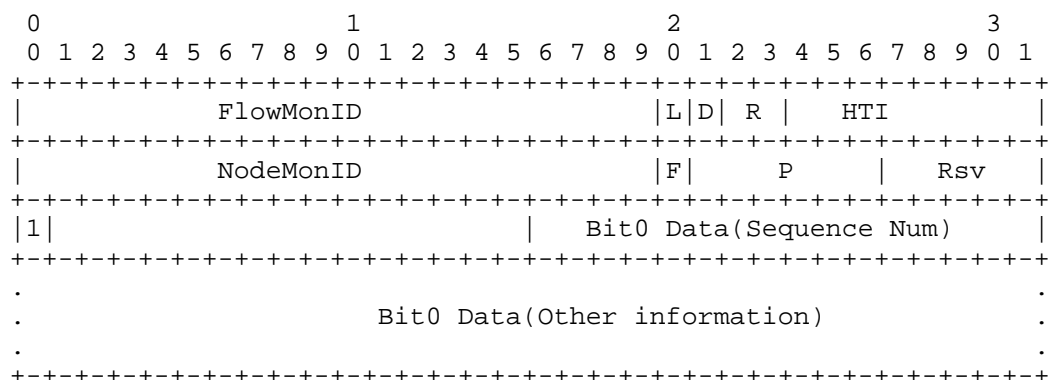 0                   1                   2                   3
 0 1 2 3 4 5 6 7 8 9 0 1 2 3 4 5 6 7 8 9 0 1 2 3 4 5 6 7 8 9 0 1
+-+-+-+-+-+-+-+-+-+-+-+-+-+-+-+-+-+-+-+-+-+-+-+-+-+-+-+-+-+-+-+-+
|            FlowMonID                  |L|D| R |   HTI         |
+-+-+-+-+-+-+-+-+-+-+-+-+-+-+-+-+-+-+-+-+-+-+-+-+-+-+-+-+-+-+-+-+
|            NodeMonID                  |F|     P     |   Rsv   |
+-+-+-+-+-+-+-+-+-+-+-+-+-+-+-+-+-+-+-+-+-+-+-+-+-+-+-+-+-+-+-+-+
|1|                             |   Bit0 Data(Sequence Num)     |
+-+-+-+-+-+-+-+-+-+-+-+-+-+-+-+-+-+-+-+-+-+-+-+-+-+-+-+-+-+-+-+-+
.                                                               .
.                      Bit0 Data(Other information)             .
.                                                               .
+-+-+-+-+-+-+-+-+-+-+-+-+-+-+-+-+-+-+-+-+-+-+-+-+-+-+-+-+-+-+-+-+